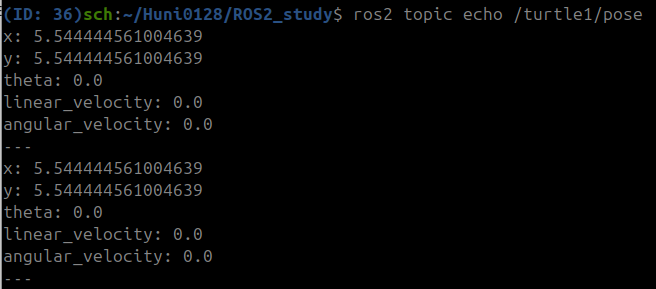 (ID: 36)sch:~/Huni0128/ROS2_study$ ros2 topic echo /turtle1/pose
x: 5.544444561004639
y: 5.544444561004639
theta: 0.0
linear_velocity: 0.0
angular_velocity: 0.0
---
x: 5.544444561004639
y: 5.544444561004639
theta: 0.0
linear_velocity: 0.0
angular_velocity: 0.0
---